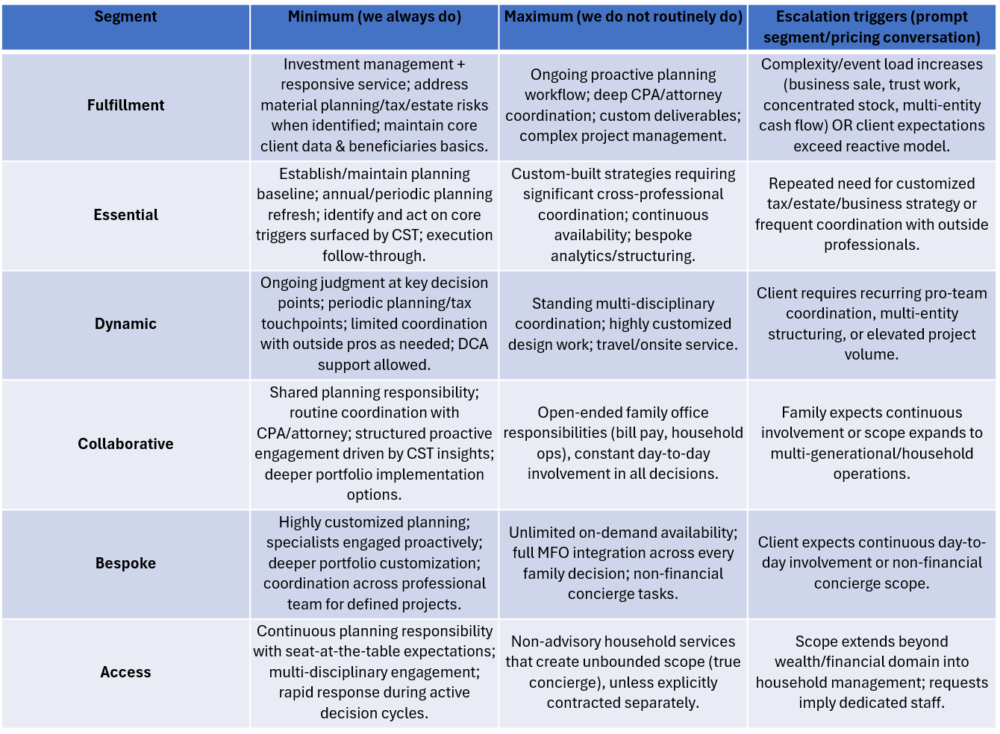 Segment
Minimum (we always do)
Maximum (we do not routinely do)
Escalation triggers (prompt
segment/pricing conversation)
Fulfillment
Investment management +
responsive service; address
material planning/tax/estate risks
when identified; maintain core
client data & beneficiaries basics.
Ongoing proactive planning
workflow; deep CPA/attorney
coordination; custom deliverables;
complex project management.
Complexity/event load increases
(business sale, trust work,
concentrated stock, multi-entity
cash flow) OR client expectations
exceed reactive model.
Essential
Establish/maintain planning
baseline; annual/periodic planning
refresh; identify and act on core
triggers surfaced by CST; execution
follow-through.
Custom-built strategies requiring
significant cross-professional
coordination; continuous
availability; bespoke
analytics/structuring.
Repeated need for customized
tax/estate/business strategy or
frequent coordination with outside
professionals.
Dynamic
Ongoing judgment at key decision
points; periodic planning/tax
touchpoints; limited coordination
with outside pros as needed; DCA
support allowed.
Standing multi-disciplinary
coordination; highly customized
design work; travel/onsite service.
Client requires recurring pro-team
coordination, multi-entity
structuring, or elevated project
volume.
Collaborative
Shared planning responsibility;
routine coordination with
CPA/attorney; structured proactive
engagement driven by CST insights;
deeper portfolio implementation
options.
Open-ended family office
responsibilities (bill pay, household
ops), constant day-to-day
involvement in all decisions.
Family expects continuous
involvement or scope expands to
multi-generational/household
operations.
Bespoke
Highly customized planning;
specialists engaged proactively;
deeper portfolio customization;
coordination across professional
team for defined projects.
Unlimited on-demand availability;
full MFO integration across every
family decision; non-financial
concierge tasks.
Client expects continuous day-to-
day involvement or non-financial
concierge scope.
Access
Continuous planning responsibility
with seat-at-the-table expectations;
multi-disciplinary engagement;
rapid response during active
decision cycles.
Non-advisory household services
that create unbounded scope (true
concierge), unless explicitly
contracted separately.
Scope extends beyond
wealth/financial domain into
household management; requests
imply dedicated staff.